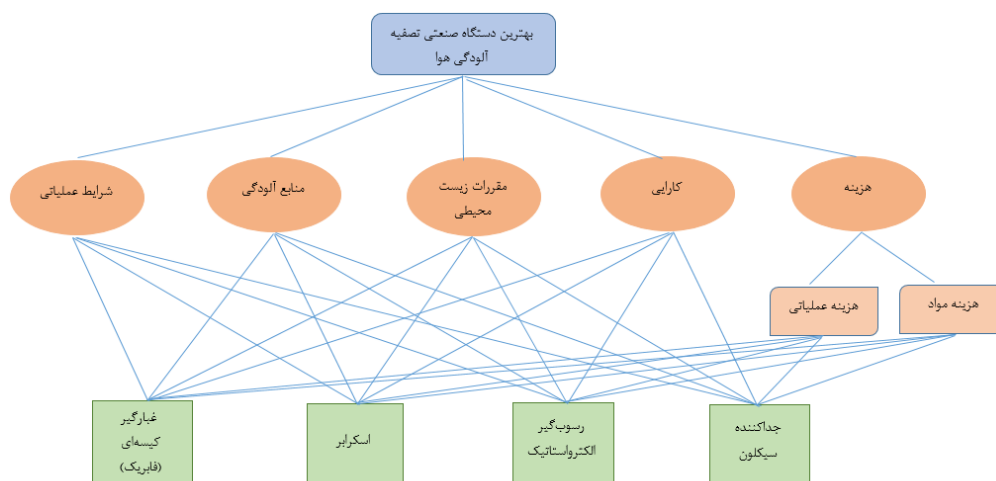 بهترین دستگاه صنعتی تصفیه
آلودگی هوا
هزینه
کارایی
مقررات زیست
محیطی
منابع آلودگی
شرایط عملیاتی
هزینه مواد
هزینه عملیاتی
جداکننده
سیکلون
رسوب‌گیر
الکترواستاتیک
اسکرابر
غبارگیر
کیسه‌ای
(فابریک)